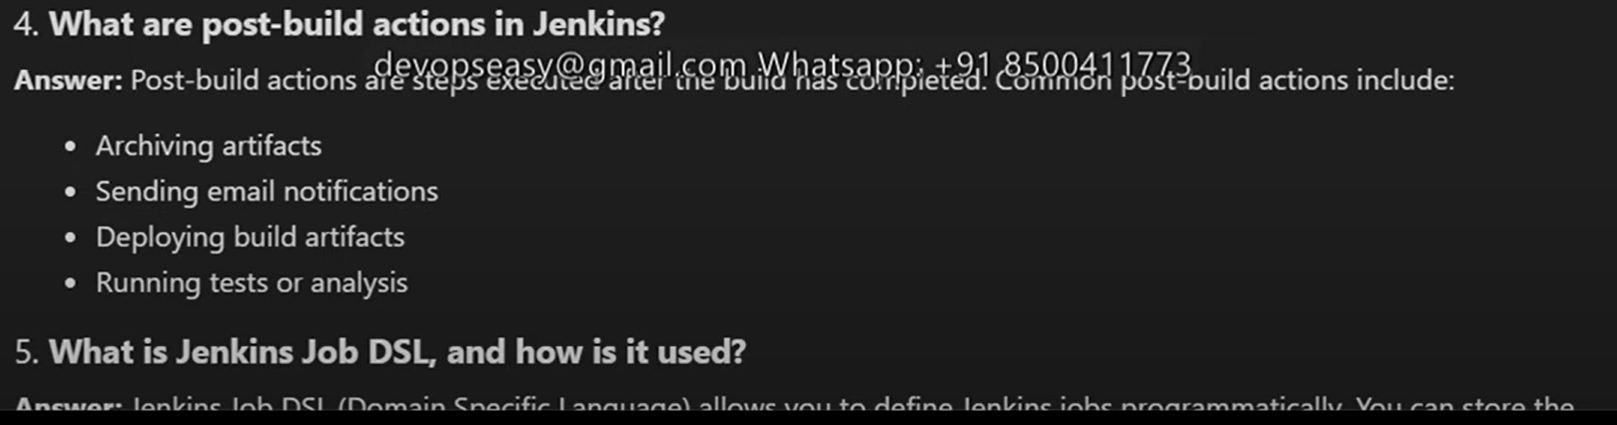 4. What are post-build actions in Jenkins?
devopseasy@gmail.com Whatsapp: +91 8500411773
Answer: Post-build actions are steps executed after the build has completed. Common post-build actions include:
• Archiving artifacts
• Sending email notifications
• Deploying build artifacts
• Running tests or analysis
5. What is Jenkins Job DSL, and how is it used?
Answer: Jenkins Job DSL (Domain Specific Language) allows you to define Jenkins jobs programmatically. You can store the